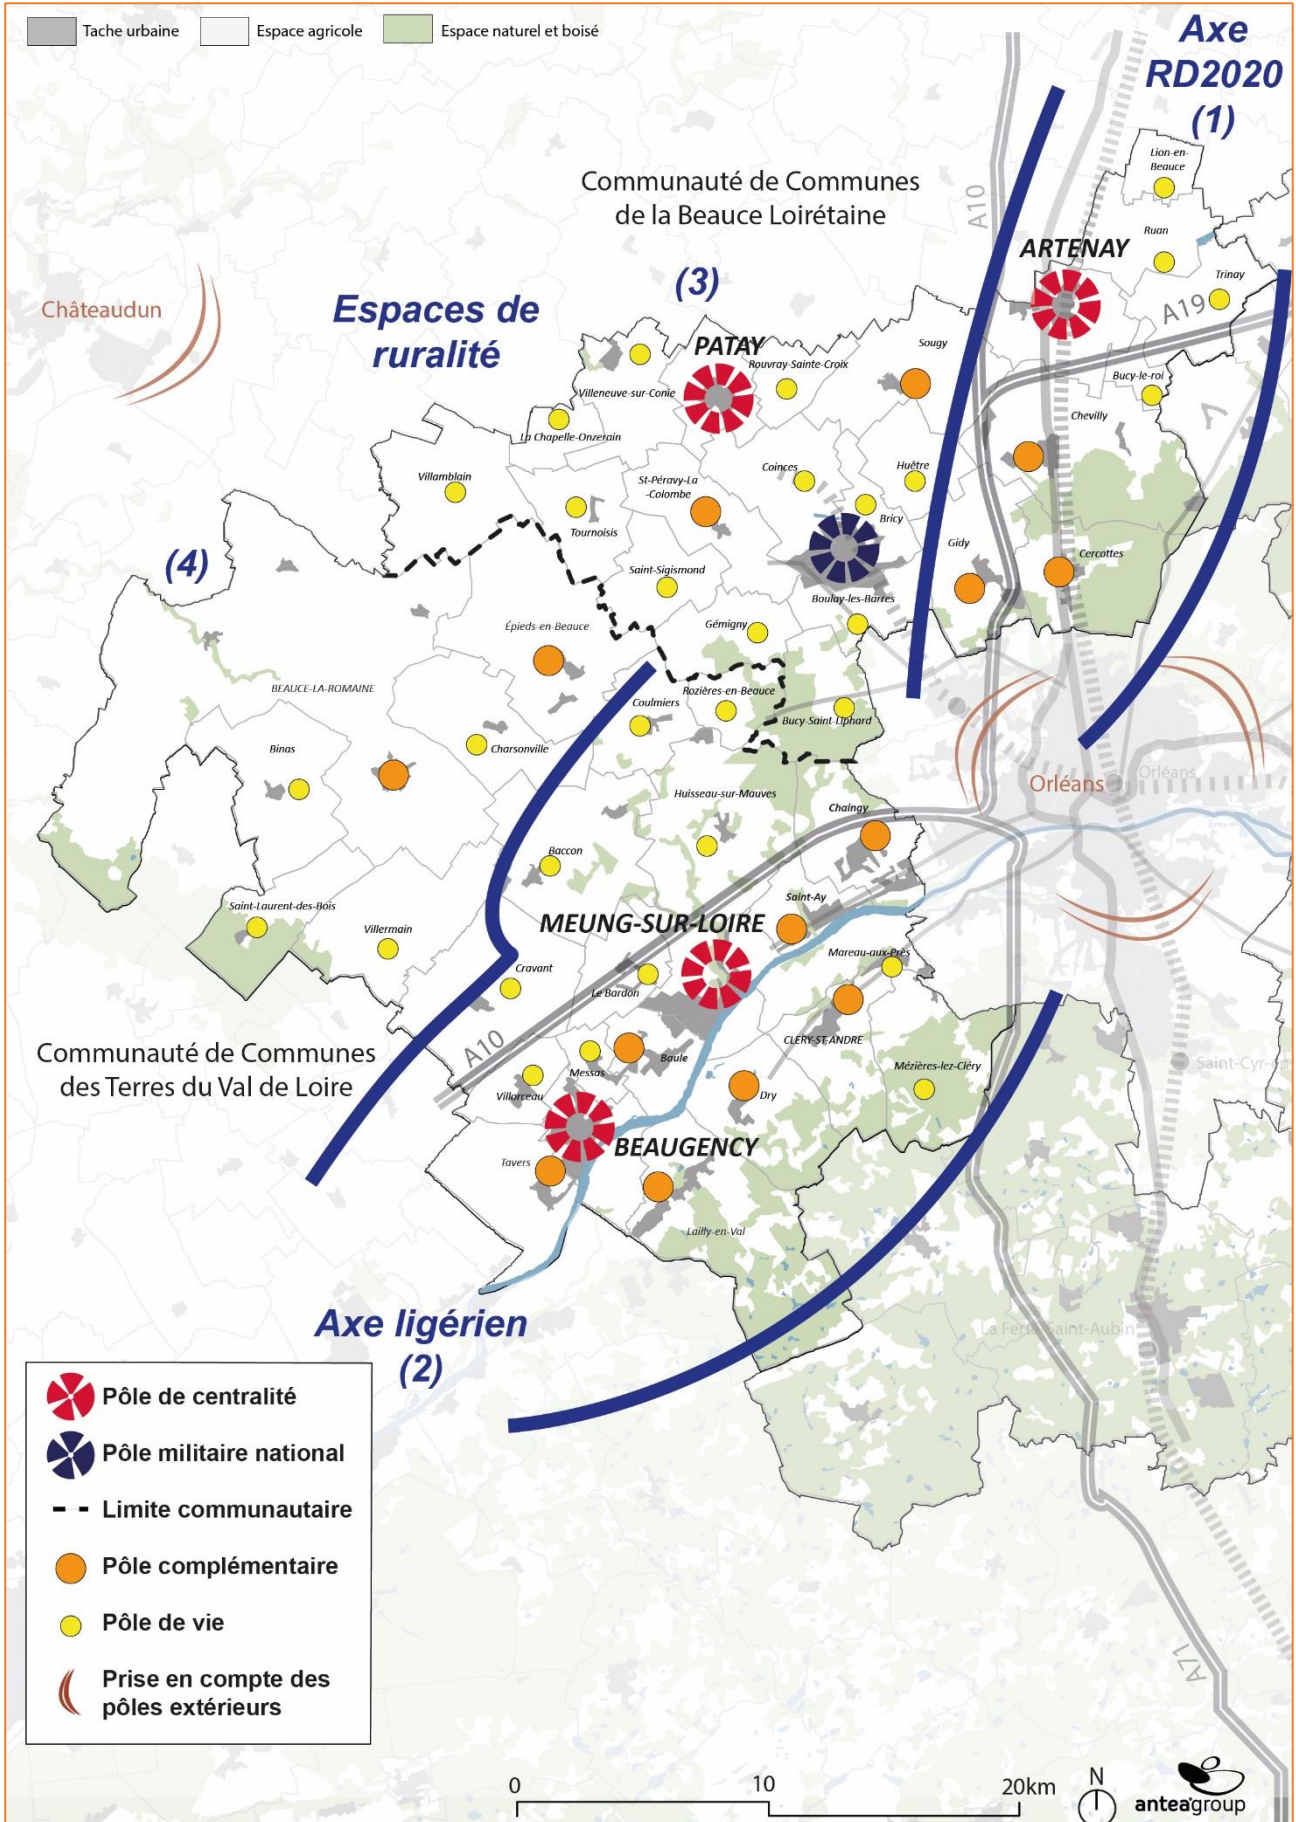 Tache urbaine
Espace agricole
Espace naturel et boisé
Axe
RD2020
(1)
Lion-en-
Beauce
Communauté de Communes
de la Beauce Loirétaine
A10
Ruan
ARTENAY
Trinay
(3)
Châteaudun
Espaces de
ruralité
A19
PATAY
Sougy
Rouvray-Sainte-Croix
Villeneuve-sur-Conie
Bucy-le-roi
Chevilly
La Chapelle-Onzerain
Villamblain
St-Péravy-La
-Colombe
Coinces
Huêtre
Tournoisis
Bricy
Gidy
Cercottes
(4)
Saint-Sigismond
Boulay-les-Barres
Épieds-en-Beauce
Gémigny
BEAUCE-LA-ROMAINE
Rozières-en-Beauce
Coulmiers
Bucy-Saint-Liphard
Binas
Charsonville
Orléans
Orléans
Huisseau-sur-Mauves
Chaingy
Baccon
Saint-Ay
Saint-Laurent-des-Bois
MEUNG-SUR-LOIRE
Villermain
Mareau-aux-Près
Cravant
Le Bardon
CLERY-ST-ANDRE
A10
Communauté de Communes
des Terres du Val de Loire
Baule
Messas
Mézières-lez-Cléry
Villorceau
Dry
BEAUGENCY
Tavers
Lailly-en-Val
Axe ligérien
(2)
La Ferté-Saint-Aubin
Pôle de centralité
Pôle militaire national
Limite communautaire
Pôle complémentaire
Pôle de vie
Prise en compte des
pôles extérieurs
A71
0 10 20km
N
anteagroup